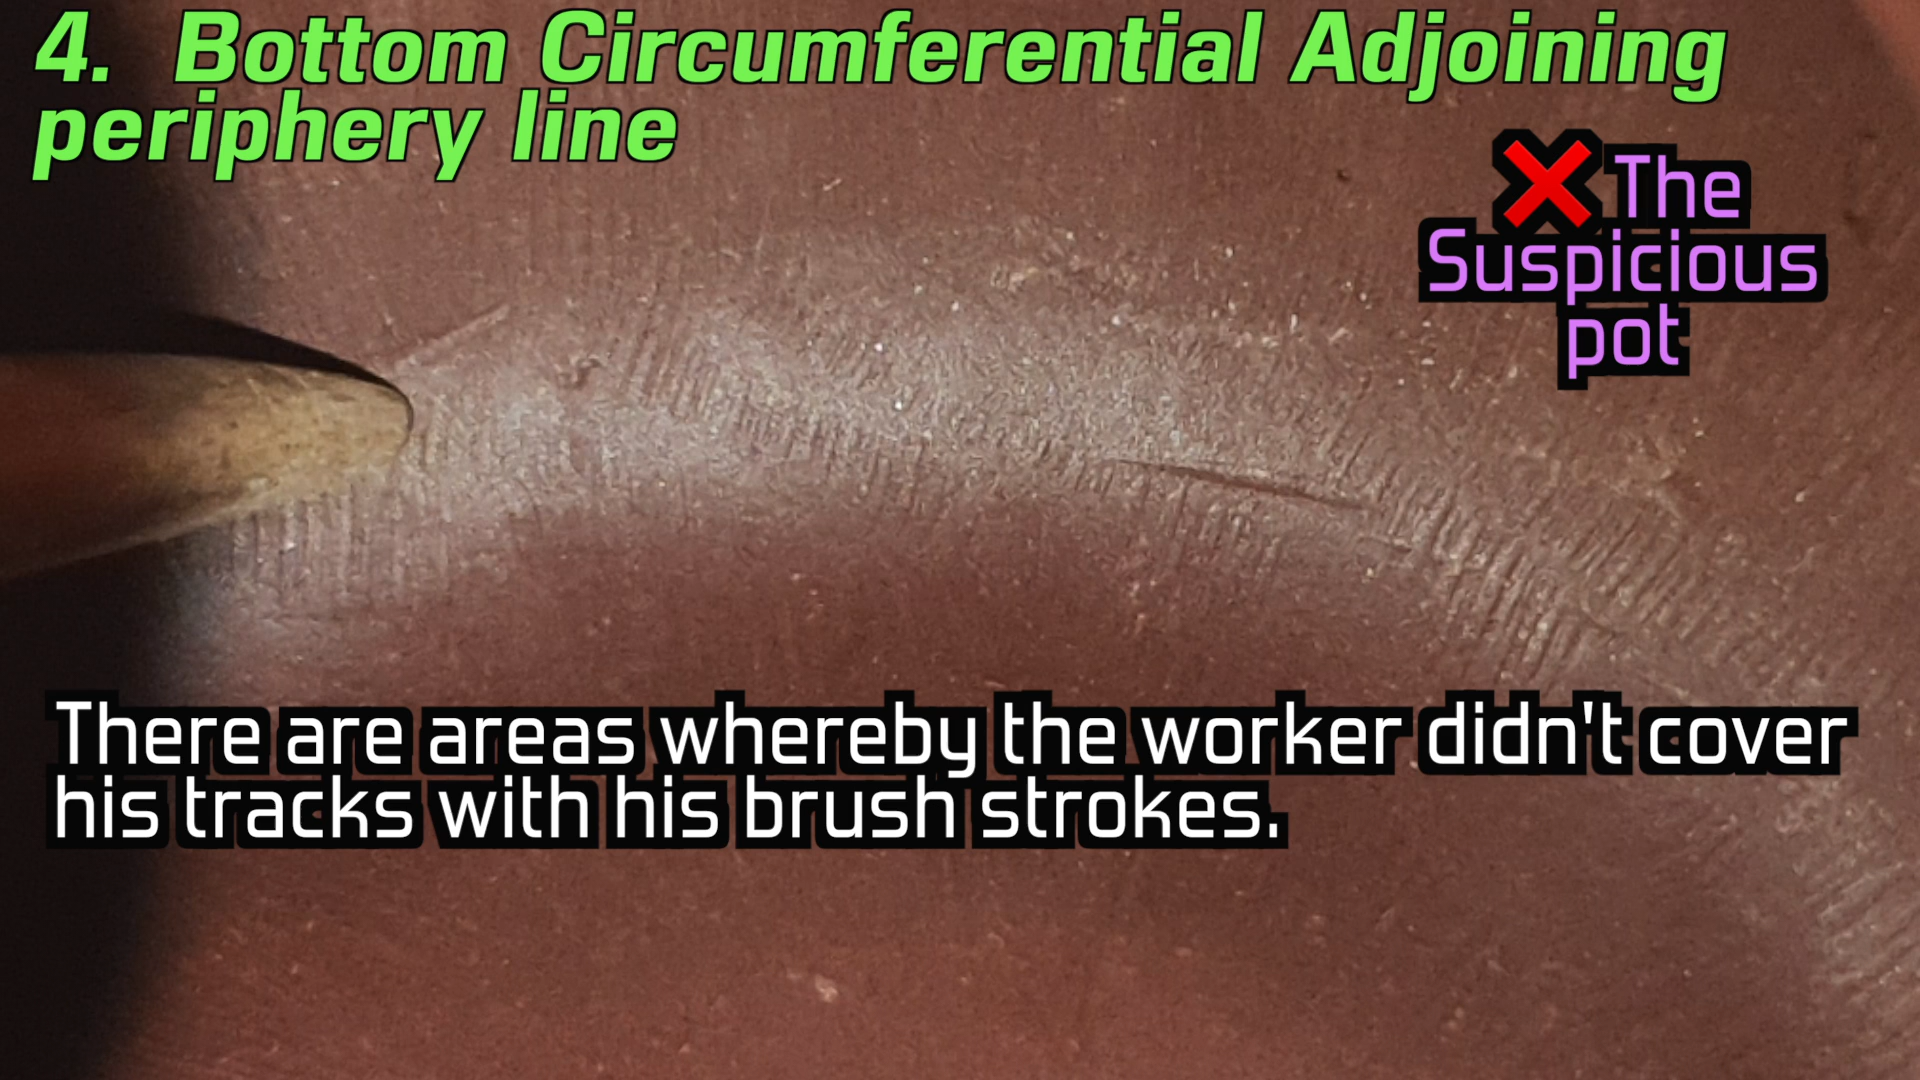 4. Bottom Circumferential Adjoining
periphery line
❌The
Suspicious
pot
There are areas whereby the worker didn't cover
his tracks with his brush strokes.